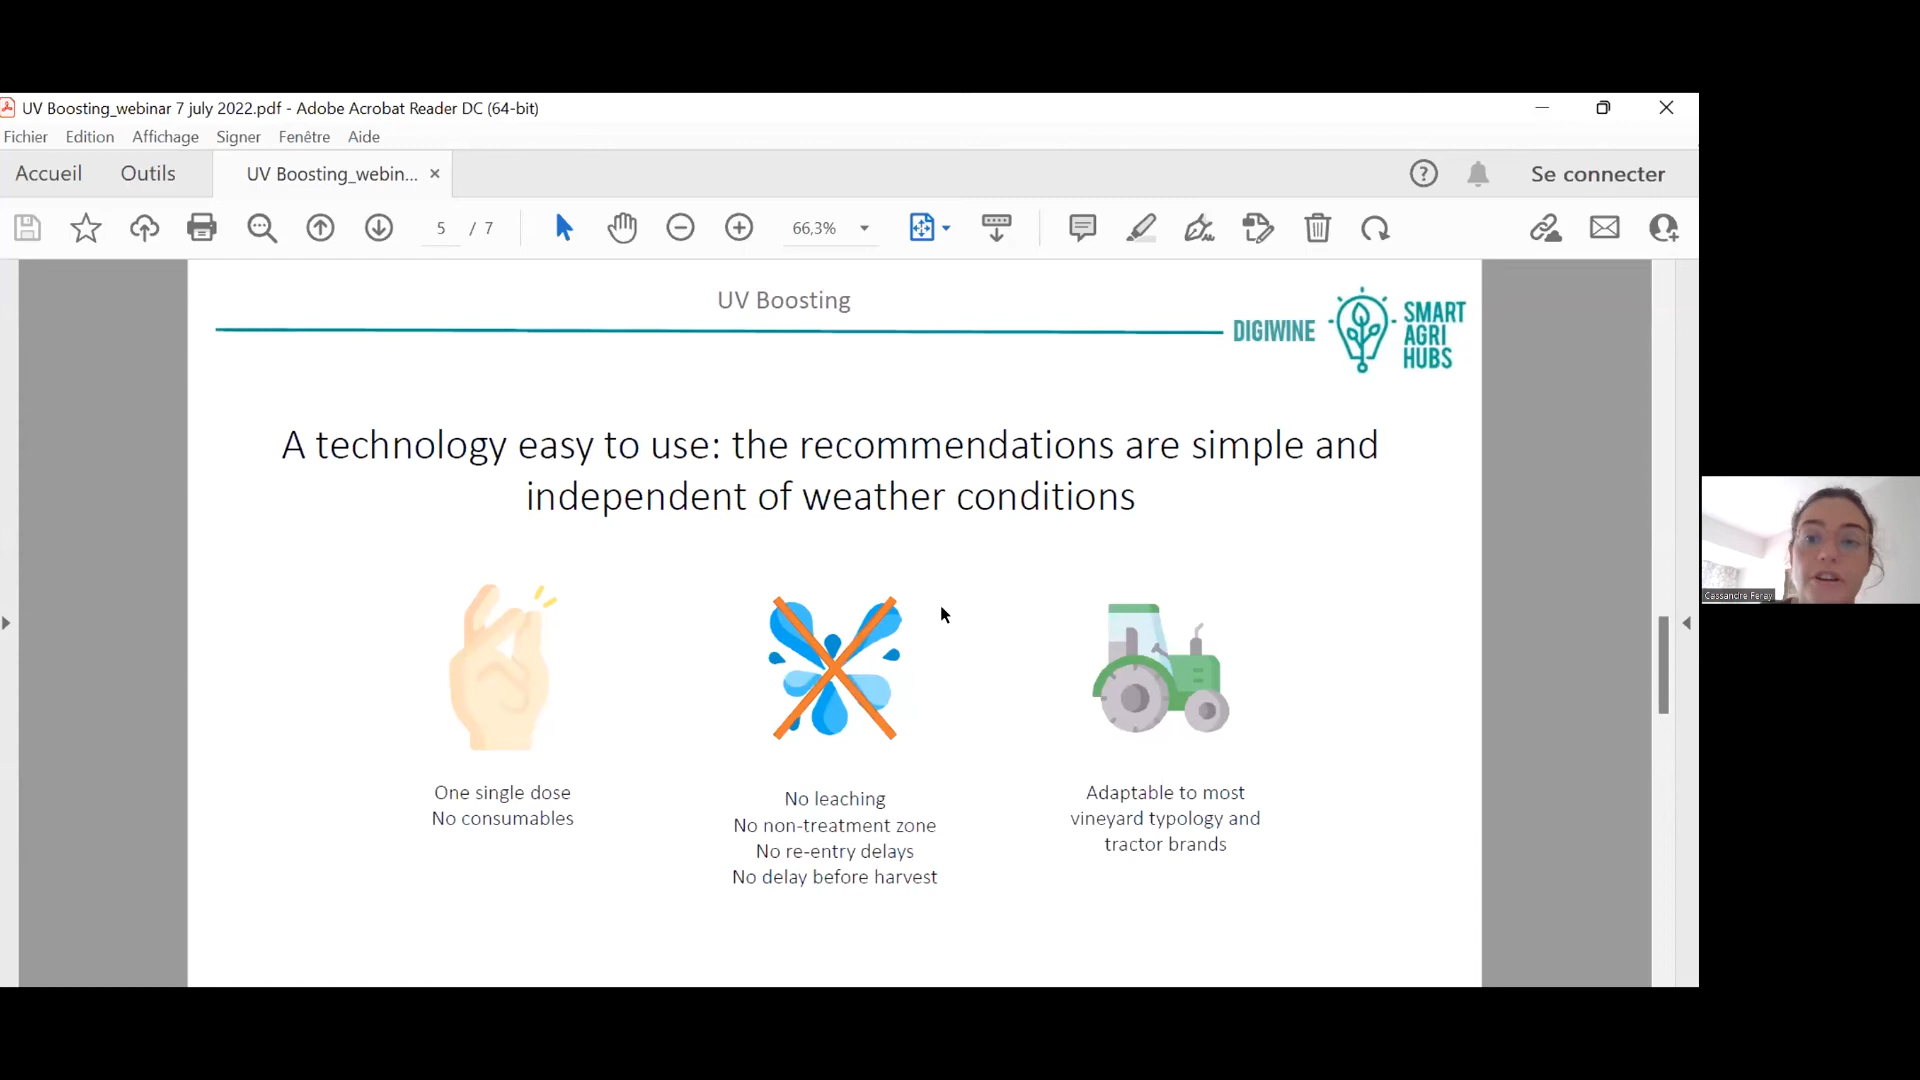 UV Boosting_webinar 7 july 2022.pdf - Adobe Acrobat Reader DC (64-bit)
Fichier Edition Affichage Signer Fenêtre Aide
Accueil Outils UV Boosting_webin... × ? Se connecter
5 / 7 66,3%
UV Boosting
DIGIWINE
SMART
AGRI
HUBS
A technology easy to use: the recommendations are simple and
independent of weather conditions
One single dose
No consumables
No leaching
No non-treatment zone
No re-entry delays
No delay before harvest
Adaptable to most
vineyard typology and
tractor brands
Cassandre Feray